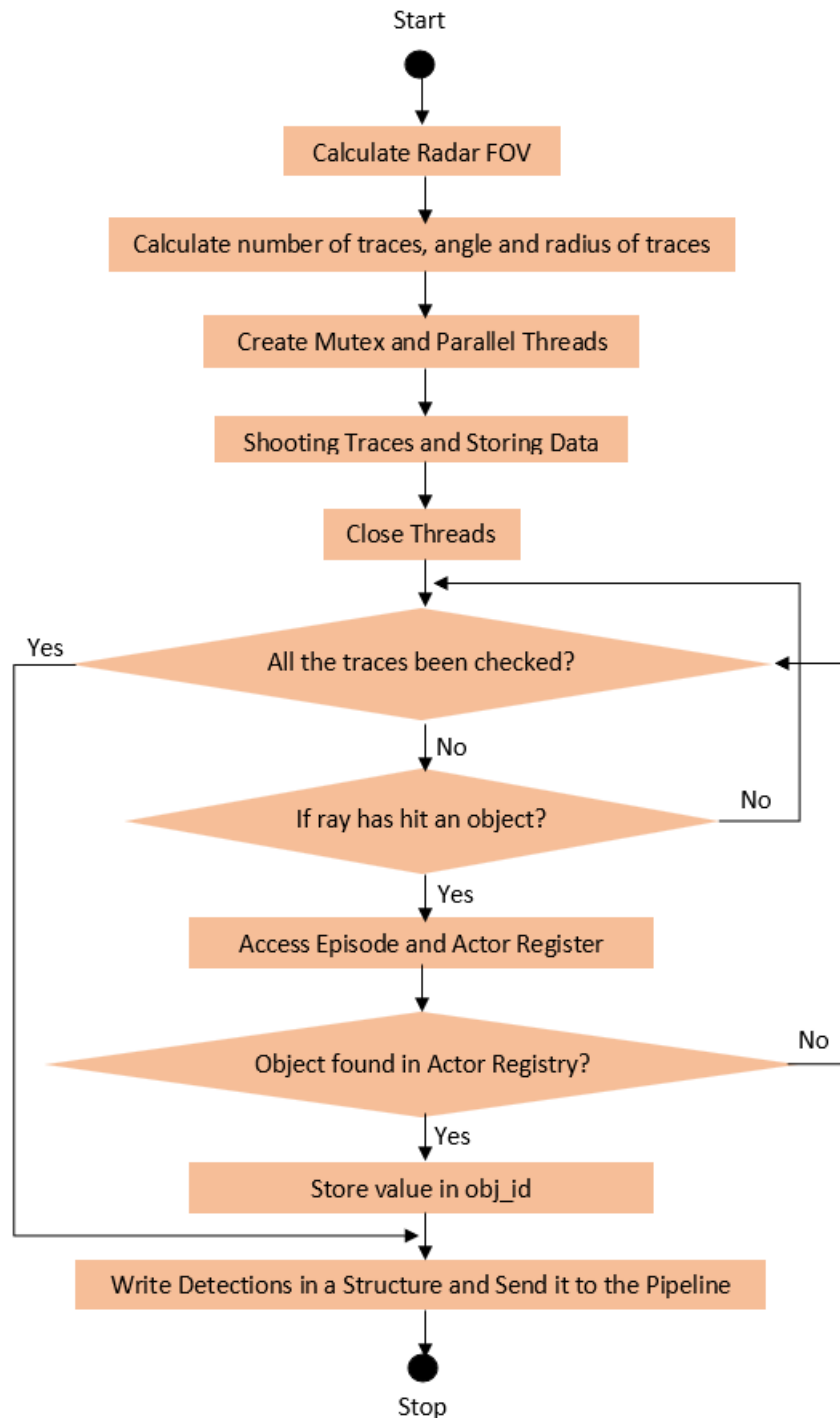 Start
Calculate Radar FOV
Calculate number of traces, angle and radius of traces
Create Mutex and Parallel Threads
Shooting Traces and Storing Data
Close Threads
Yes
All the traces been checked?
No
If ray has hit an object?
No
Yes
Access Episode and Actor Register
Object found in Actor Registry?
No
Yes
Store value in obj_id
Write Detections in a Structure and Send it to the Pipeline
Stop